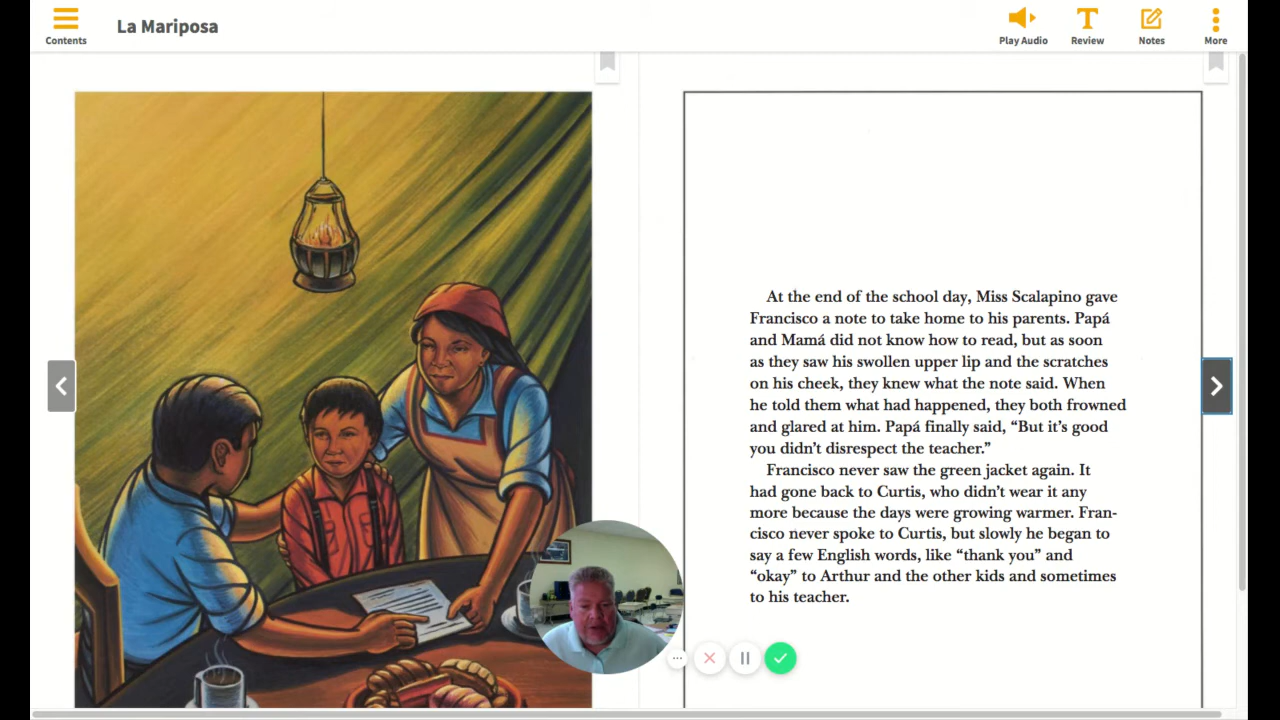 Contents
La Mariposa
Play Audio
Review
Notes
More
At the end of the school day, Miss Scalapino gave
Francisco a note to take home to his parents. Papá
and Mamá did not know how to read, but as soon
as they saw his swollen upper lip and the scratches
on his cheek, they knew what the note said. When
he told them what had happened, they both frowned
and glared at him. Papá finally said, “But it’s good
you didn’t disrespect the teacher.”
Francisco never saw the green jacket again. It
had gone back to Curtis, who didn’t wear it any
more because the days were growing warmer. Fran-
cisco never spoke to Curtis, but slowly he began to
say a few English words, like “thank you” and
“okay” to Arthur and the other kids and sometimes
to his teacher.